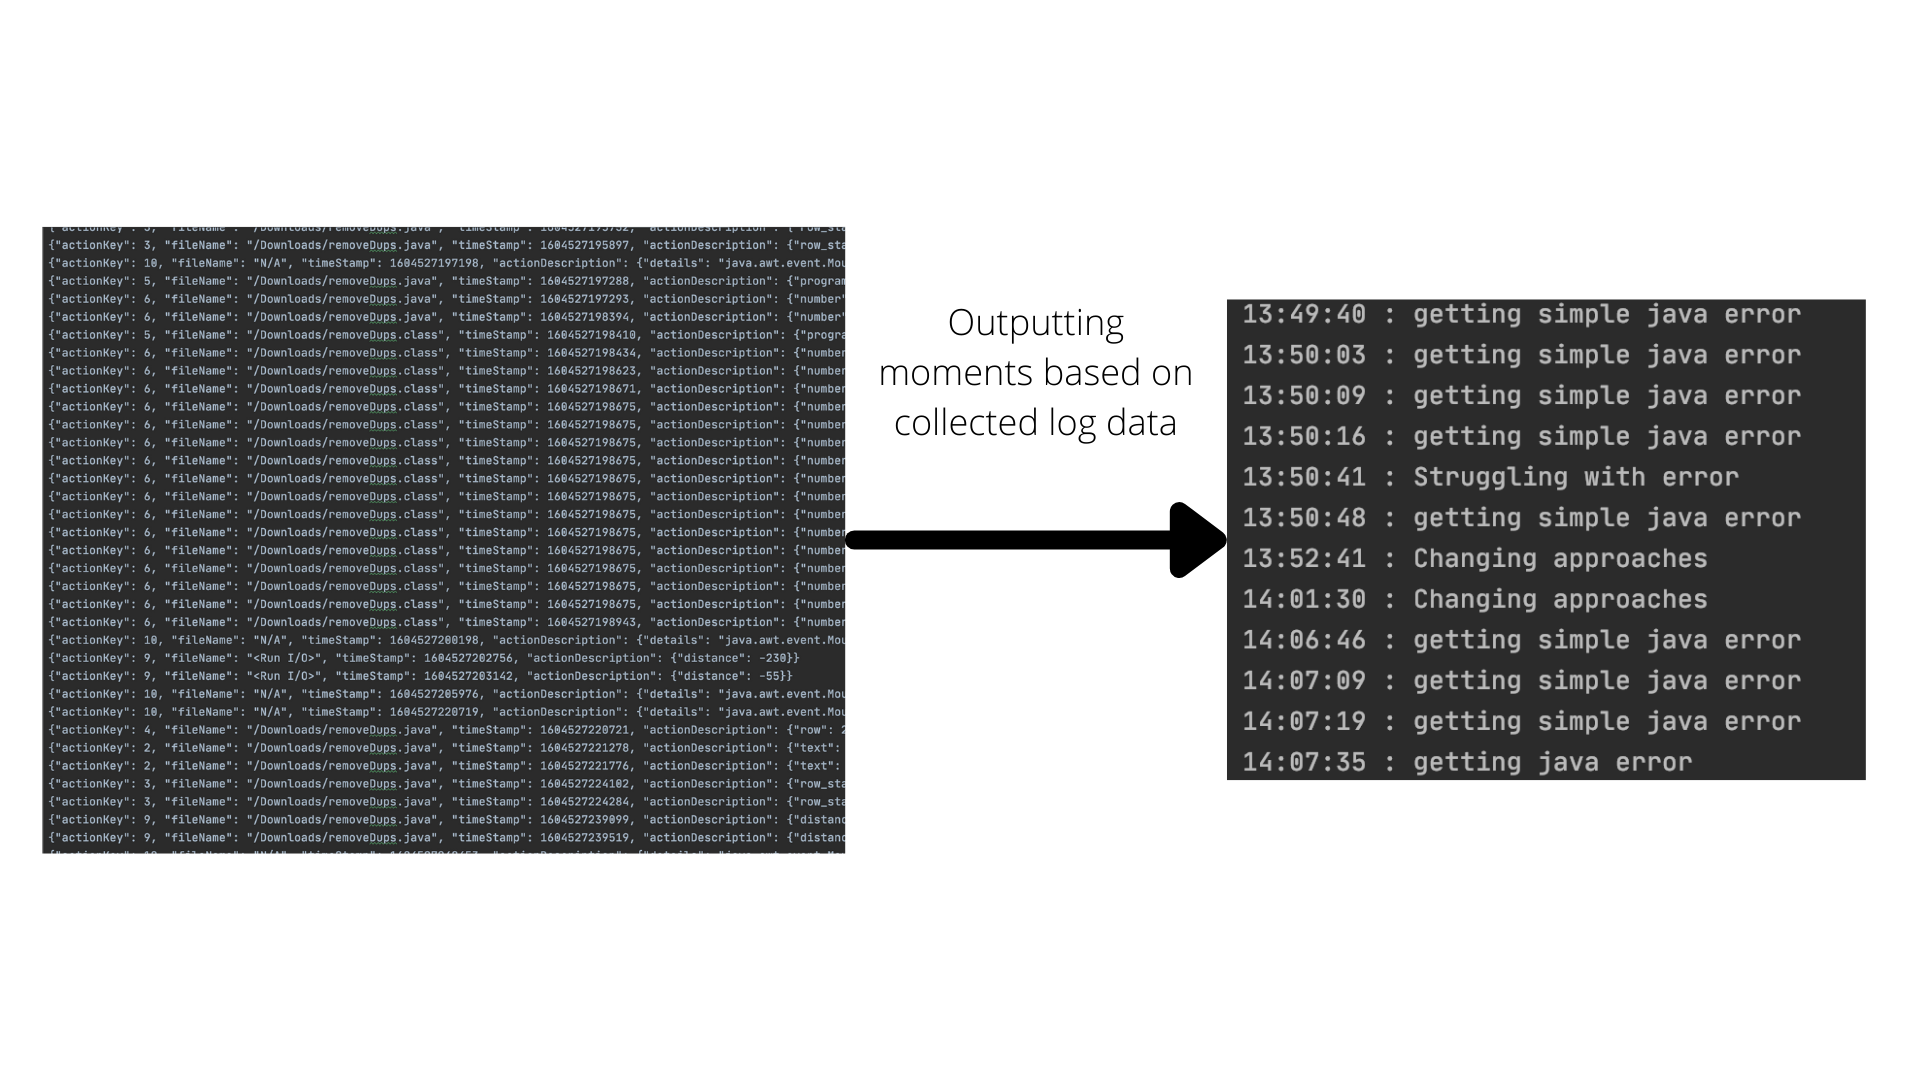 {"actionKey": 3, "fileName": "/Downloads/removeDups.java", "timeStamp": 1604527195732, "actionDescription": {"row_sta
{"actionKey": 3, "fileName": "/Downloads/removeDups.java", "timeStamp": 1604527195897, "actionDescription": {"row_sta
{"actionKey": 10, "fileName": "N/A", "timeStamp": 1604527197198, "actionDescription": {"details": "java.awt.event.Mou
{"actionKey": 5, "fileName": "/Downloads/removeDups.java", "timeStamp": 1604527197288, "actionDescription": {"program
{"actionKey": 6, "fileName": "/Downloads/removeDups.java", "timeStamp": 1604527197293, "actionDescription": {"number"
{"actionKey": 6, "fileName": "/Downloads/removeDups.java", "timeStamp": 1604527198394, "actionDescription": {"number"
{"actionKey": 5, "fileName": "/Downloads/removeDups.class", "timeStamp": 1604527198410, "actionDescription": {"progra
{"actionKey": 6, "fileName": "/Downloads/removeDups.class", "timeStamp": 1604527198434, "actionDescription": {"number
{"actionKey": 6, "fileName": "/Downloads/removeDups.class", "timeStamp": 1604527198623, "actionDescription": {"number
{"actionKey": 6, "fileName": "/Downloads/removeDups.class", "timeStamp": 1604527198671, "actionDescription": {"number
{"actionKey": 6, "fileName": "/Downloads/removeDups.class", "timeStamp": 1604527198675, "actionDescription": {"number
{"actionKey": 6, "fileName": "/Downloads/removeDups.class", "timeStamp": 1604527198675, "actionDescription": {"number
{"actionKey": 6, "fileName": "/Downloads/removeDups.class", "timeStamp": 1604527198675, "actionDescription": {"number
{"actionKey": 6, "fileName": "/Downloads/removeDups.class", "timeStamp": 1604527198675, "actionDescription": {"number
{"actionKey": 6, "fileName": "/Downloads/removeDups.class", "timeStamp": 1604527198675, "actionDescription": {"number
{"actionKey": 6, "fileName": "/Downloads/removeDups.class", "timeStamp": 1604527198675, "actionDescription": {"number
{"actionKey": 6, "fileName": "/Downloads/removeDups.class", "timeStamp": 1604527198675, "actionDescription": {"number
{"actionKey": 6, "fileName": "/Downloads/removeDups.class", "timeStamp": 1604527198675, "actionDescription": {"number
{"actionKey": 6, "fileName": "/Downloads/removeDups.class", "timeStamp": 1604527198675, "actionDescription": {"number
{"actionKey": 6, "fileName": "/Downloads/removeDups.class", "timeStamp": 1604527198675, "actionDescription": {"number
{"actionKey": 6, "fileName": "/Downloads/removeDups.class", "timeStamp": 1604527198675, "actionDescription": {"number
{"actionKey": 6, "fileName": "/Downloads/removeDups.class", "timeStamp": 1604527198675, "actionDescription": {"number
{"actionKey": 6, "fileName": "/Downloads/removeDups.class", "timeStamp": 1604527198943, "actionDescription": {"number
{"actionKey": 10, "fileName": "N/A", "timeStamp": 1604527200198, "actionDescription": {"details": "java.awt.event.Mou
{"actionKey": 9, "fileName": "<Run I/O>", "timeStamp": 1604527202756, "actionDescription": {"distance": -230}}
{"actionKey": 9, "fileName": "<Run I/O>", "timeStamp": 1604527203142, "actionDescription": {"distance": -55}}
{"actionKey": 10, "fileName": "N/A", "timeStamp": 1604527205976, "actionDescription": {"details": "java.awt.event.Mou
{"actionKey": 10, "fileName": "N/A", "timeStamp": 1604527220719, "actionDescription": {"details": "java.awt.event.Mou
{"actionKey": 4, "fileName": "/Downloads/removeDups.java", "timeStamp": 1604527220721, "actionDescription": {"row": 2
{"actionKey": 2, "fileName": "/Downloads/removeDups.java", "timeStamp": 1604527221278, "actionDescription": {"text":
{"actionKey": 2, "fileName": "/Downloads/removeDups.java", "timeStamp": 1604527221776, "actionDescription": {"text":
{"actionKey": 3, "fileName": "/Downloads/removeDups.java", "timeStamp": 1604527224102, "actionDescription": {"row_sta
{"actionKey": 3, "fileName": "/Downloads/removeDups.java", "timeStamp": 1604527224284, "actionDescription": {"row_sta
{"actionKey": 9, "fileName": "/Downloads/removeDups.java", "timeStamp": 1604527239099, "actionDescription": {"distanc
{"actionKey": 9, "fileName": "/Downloads/removeDups.java", "timeStamp": 1604527239519, "actionDescription": {"distanc
Outputting
moments based on
collected log data
13:49:40 : getting simple java error
13:50:03 : getting simple java error
13:50:09 : getting simple java error
13:50:16 : getting simple java error
13:50:41 : Struggling with error
13:50:48 : getting simple java error
13:52:41 : Changing approaches
14:01:30 : Changing approaches
14:06:46 : getting simple java error
14:07:09 : getting simple java error
14:07:19 : getting simple java error
14:07:35 : getting java error